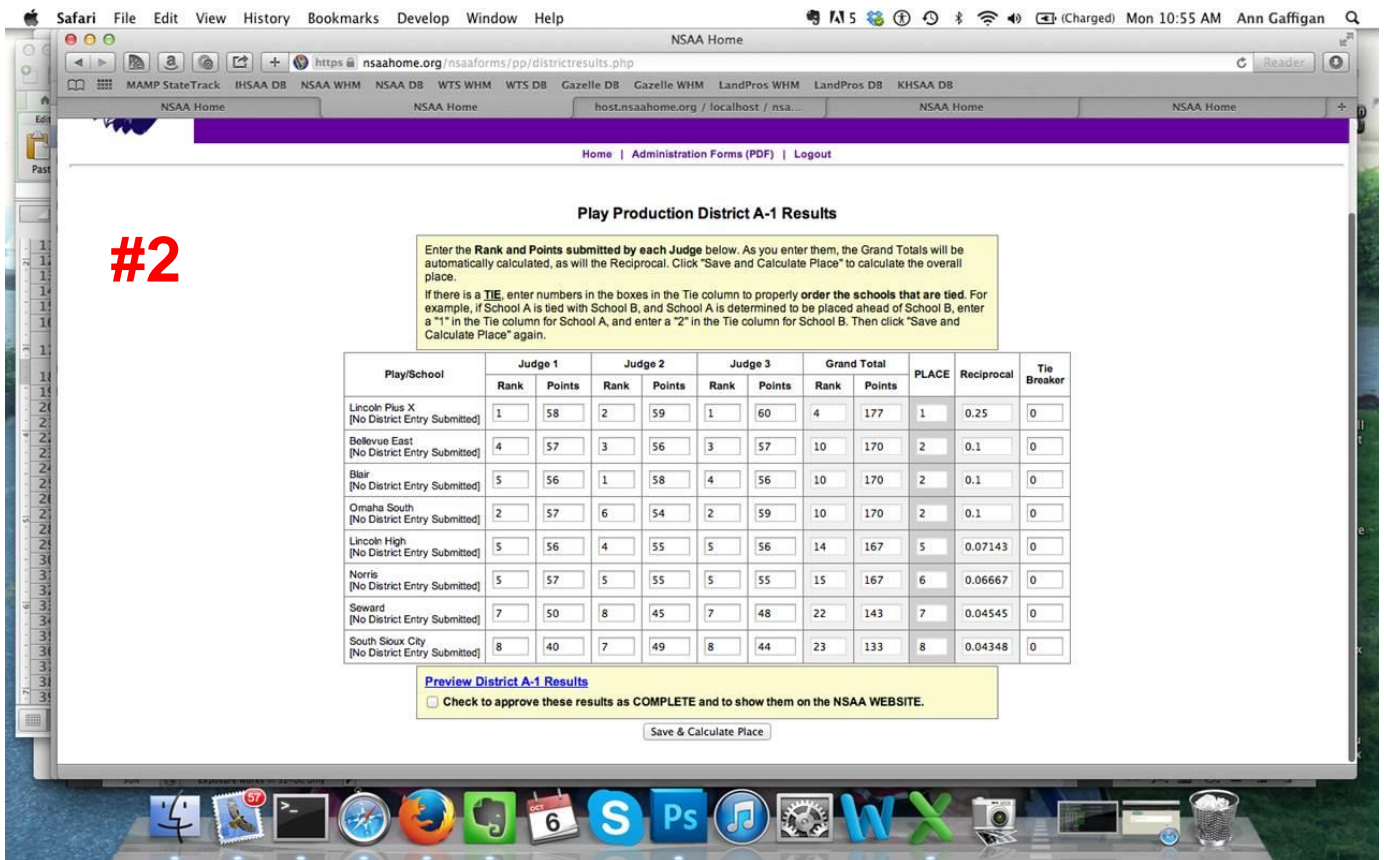 Safari File Edit View History Bookmarks Develop Window Help 5 (Charged) Mon 10:55 AM Ann Gaffigan
NSAA Home
https nsaahome.org/nsaaforms/pp/districtresults.php Reader
MAMP StateTrack IHSAA DB NSAA WHM NSAA DB WTS WHM WTS DB Gazelle DB Gazelle WHM LandPros WHM LandPros DB KHSAA DB
NSAA Home NSAA Home host.nsaahome.org / localhost / nsa... NSAA Home NSAA Home
Home | Administration Forms (PDF) | Logout
Play Production District A-1 Results
#2
Enter the Rank and Points submitted by each Judge below. As you enter them, the Grand Totals will be
automatically calculated, as will the Reciprocal. Click "Save and Calculate Place" to calculate the overall
place.
If there is a TIE, enter numbers in the boxes in the Tie column to properly order the schools that are tied. For
example, if School A is tied with School B, and School A is determined to be placed ahead of School B, enter
a "1" in the Tie column for School A, and enter a "2" in the Tie column for School B. Then click "Save and
Calculate Place" again.
Play/School Judge 1 Judge 2 Judge 3 Grand Total PLACE Reciprocal Tie Breaker
Rank Points Rank Points Rank Points Rank Points
Lincoln Pius X
[No District Entry Submitted] 1 58 2 59 1 60 4 177 1 0.25 0
Bellevue East
[No District Entry Submitted] 4 57 3 56 3 57 10 170 2 0.1 0
Blair
[No District Entry Submitted] 5 56 1 58 4 56 10 170 2 0.1 0
Omaha South
[No District Entry Submitted] 2 57 6 54 2 59 10 170 2 0.1 0
Lincoln High
[No District Entry Submitted] 5 56 4 55 5 56 14 167 5 0.07143 0
Norris
[No District Entry Submitted] 5 57 5 55 5 55 15 167 6 0.06667 0
Seward
[No District Entry Submitted] 7 50 8 45 7 48 22 143 7 0.04545 0
South Sioux City
[No District Entry Submitted] 8 40 7 49 8 44 23 133 8 0.04348 0
Preview District A-1 Results
Check to approve these results as COMPLETE and to show them on the NSAA WEBSITE.
Save & Calculate Place
57
OCT
6
Ps